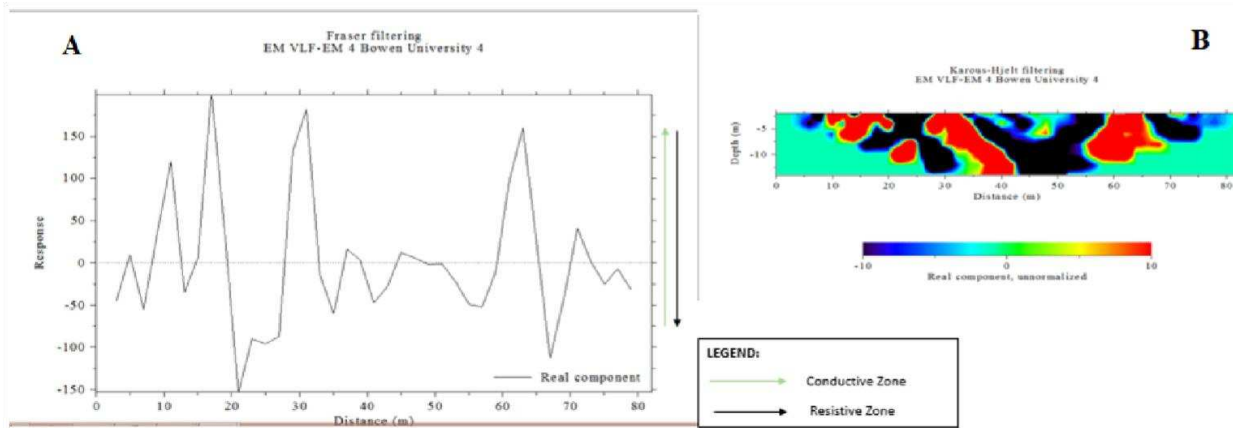 A
Fraser filtering
EM VLF-EM 4 Bowen University 4
150
100
50
0
-50
-100
-150
Response
Real component
0 10 20 30 40 50 60 70 80
Distance (m)
B
Karous-Hjelt filtering
EM VLF-EM 4 Bowen University 4
-5
-10
Depth (m)
0 10 20 30 40 50 60 70 80
Distance (m)
-10 0 10
Real component, unnormalized
LEGEND:
Conductive Zone
Resistive Zone